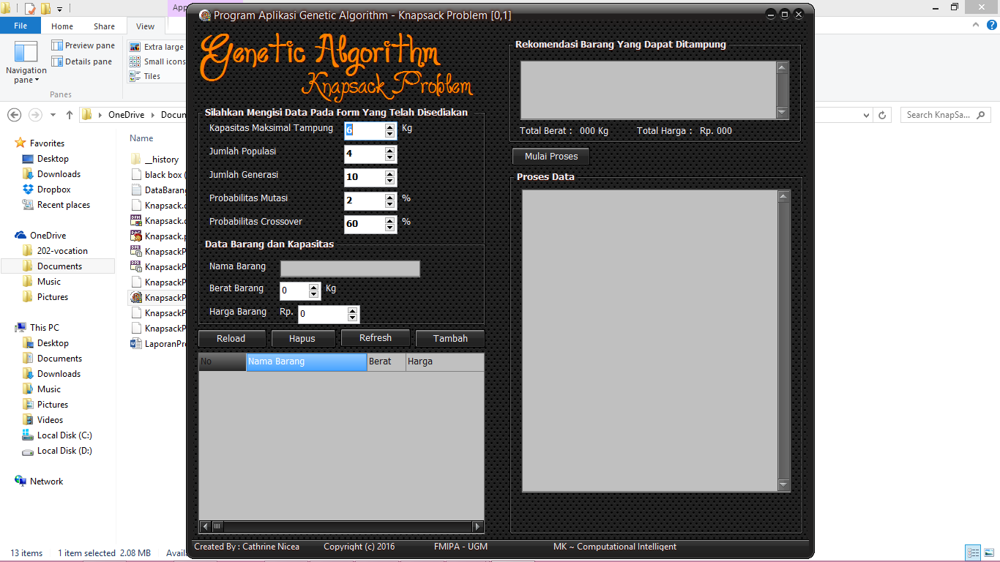 App
File
Home
Share
View
Navigation pane
Preview pane
Details pane
Extra large
Small icons
Tiles
Panes
OneDrive
Docum
Search KnapSa...
Favorites
Desktop
Downloads
Dropbox
Recent places
OneDrive
202-vocation
Documents
Music
Pictures
This PC
Desktop
Documents
Downloads
Music
Pictures
Videos
Local Disk (C:)
Local Disk (D:)
Network
Name
__history
black box (
DataBarang
Knapsack.
Knapsack.
Knapsack.
KnapsackP
KnapsackP
KnapsackP
KnapsackP
KnapsackP
KnapsackP
LaporanPro
13 items
1 item selected 2.08 MB
Availa
Program Aplikasi Genetic Algorithm - Knapsack Problem [0,1]
Genetic Algorithm
Knapsack Problem
Silahkan Mengisi Data Pada Form Yang Telah Disediakan
Kapasitas Maksimal Tampung 6 Kg
Jumlah Populasi 4
Jumlah Generasi 10
Probabilitas Mutasi 2 %
Probabilitas Crossover 60 %
Data Barang dan Kapasitas
Nama Barang
Berat Barang 0 Kg
Harga Barang Rp. 0
Reload Hapus Refresh Tambah
No Nama Barang Berat Harga
Rekomendasi Barang Yang Dapat Ditampung
Total Berat : 000 Kg Total Harga : Rp. 000
Mulai Proses
Proses Data
Created By : Cathrine Nicea Copyright (c) 2016 FMIPA - UGM MK ~ Computational Intelligent